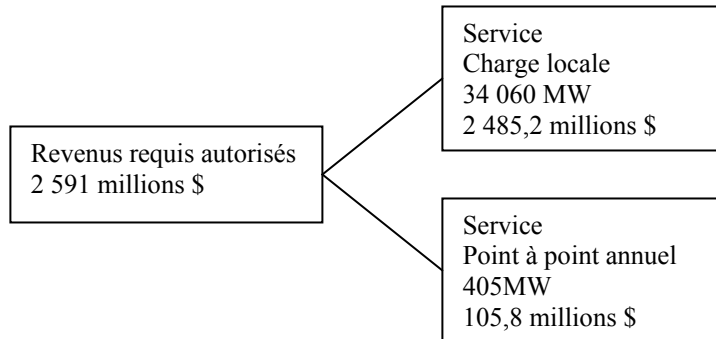 Revenus requis autorisés
2 591 millions $
Service
Charge locale
34 060 MW
2 485,2 millions $
Service
Point à point annuel
405MW
105,8 millions $